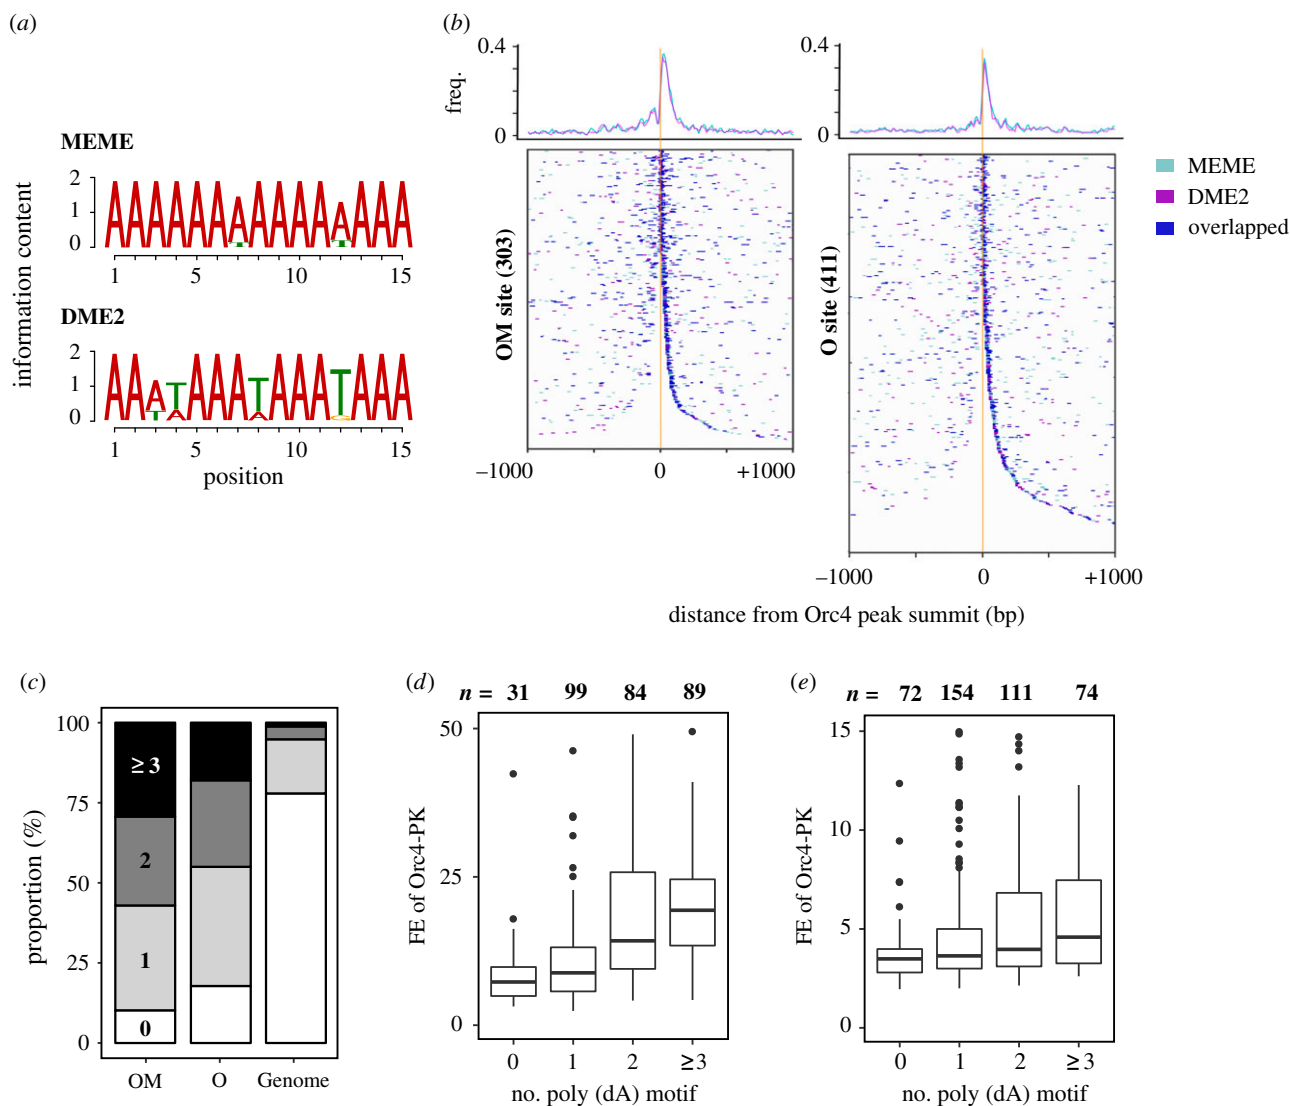 (a)
MEME
information content
2
1
0
AAAAAAAAAAAAAAA
1 5 10 15
DME2
2
1
0
AAATAAATAAATAAA
1 5 10 15
position
(b)
freq.
0.4
0
0.4
0
OM site (303)
–1000 0 +1000
O site (411)
–1000 0 +1000
distance from Orc4 peak summit (bp)
MEME
DME2
overlapped
(c)
proportion (%)
100
75
50
25
0
≥ 3
2
1
0
OM O Genome
(d)
n = 31 99 84 89
FE of Orc4-PK
50
25
0
0 1 2 ≥3
no. poly (dA) motif
(e)
n = 72 154 111 74
FE of Orc4-PK
15
10
5
0
0 1 2 ≥3
no. poly (dA) motif